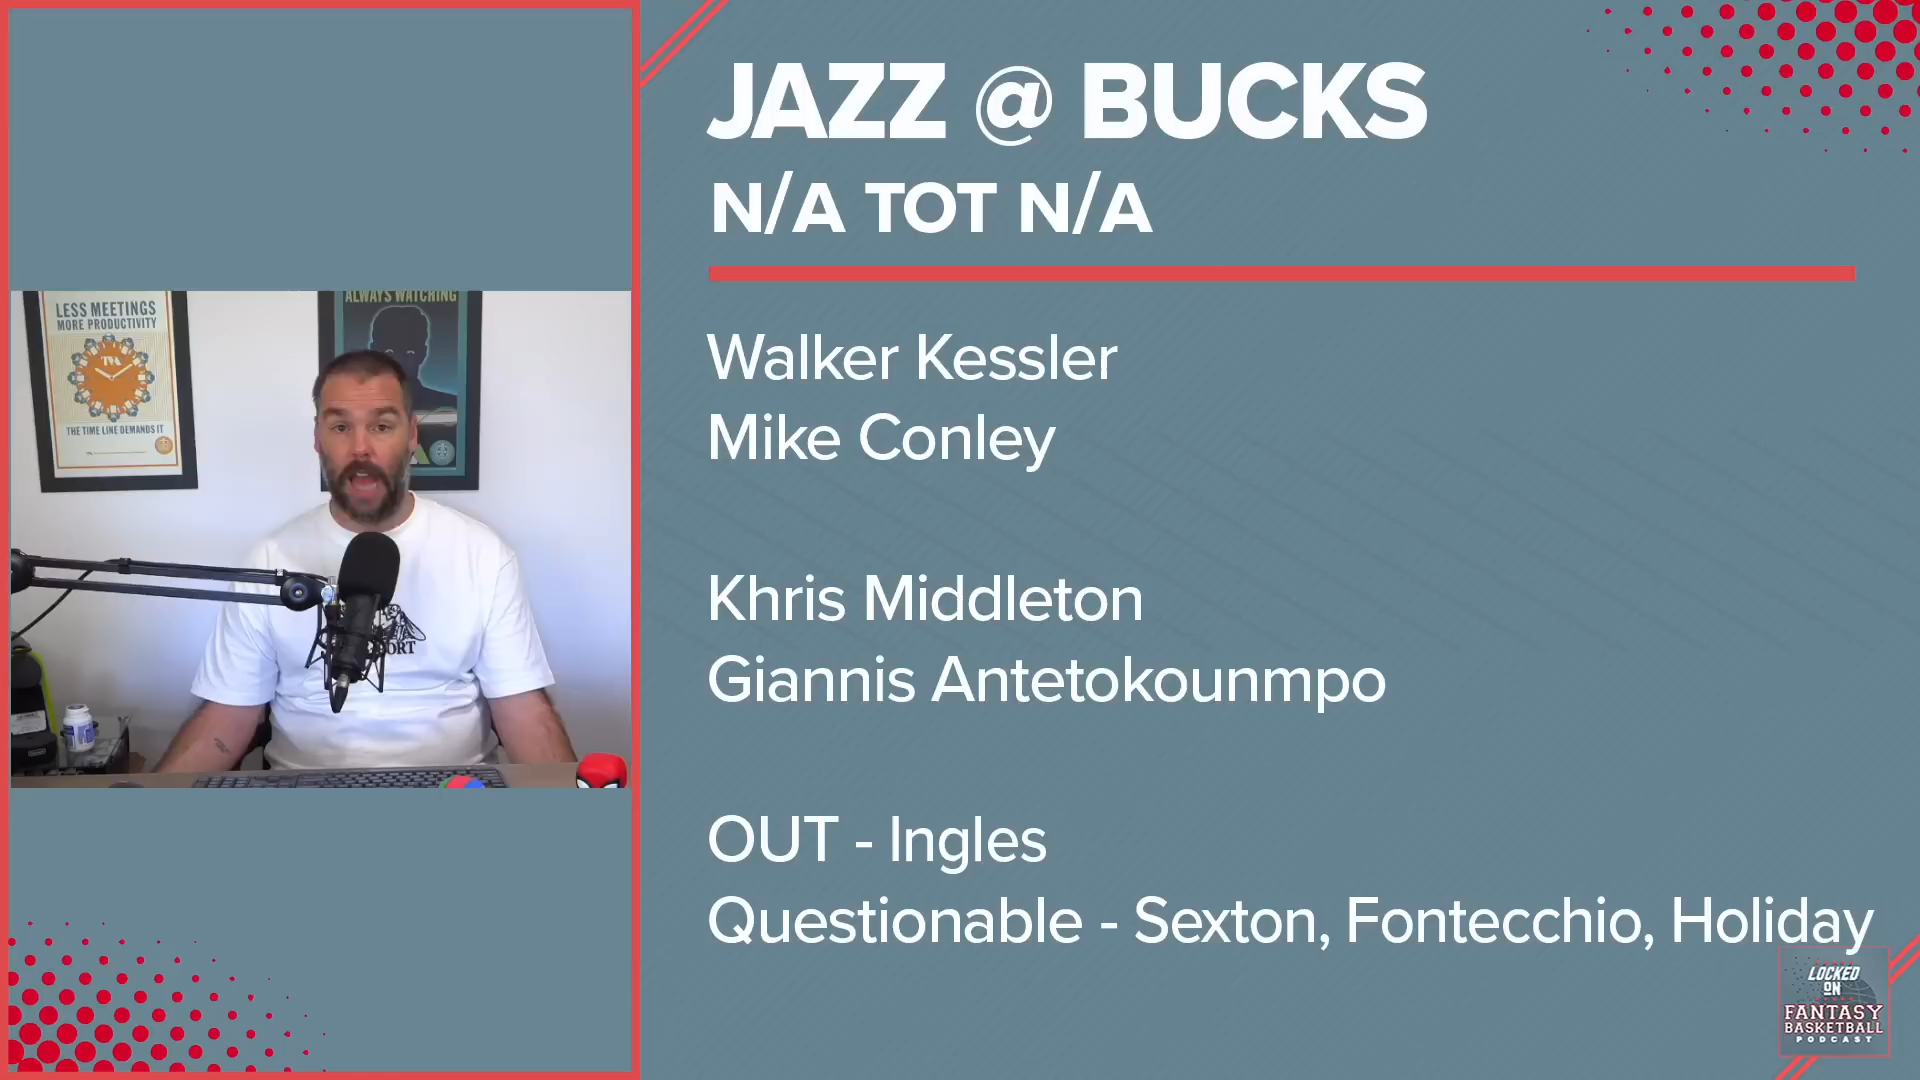 JAZZ @ BUCKS
N/A TOT N/A
Walker Kessler
Mike Conley
Khris Middleton
Giannis Antetokounmpo
OUT - Ingles
Questionable - Sexton, Fontecchio, Holiday
LESS MEETINGS
MORE PRODUCTIVITY
TVA
THE TIME LINE DEMANDS IT
ALWAYS WATCHING
LOCKED
ON
FANTASY
BASKETBALL
PODCAST